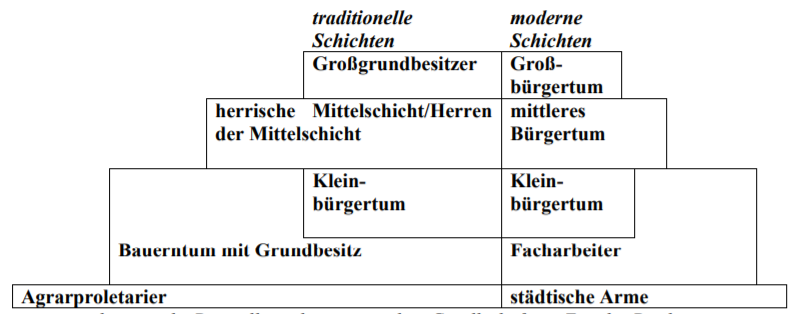 traditionelle Schichten
moderne Schichten
Großgrundbesitzer
Groß-
bürgertum
herrische Mittelschicht/Herren
der Mittelschicht
mittleres
Bürgertum
Klein-
bürgertum
Klein-
bürgertum
Bauerntum mit Grundbesitz
Facharbeiter
Agrarproletarier
städtische Arme